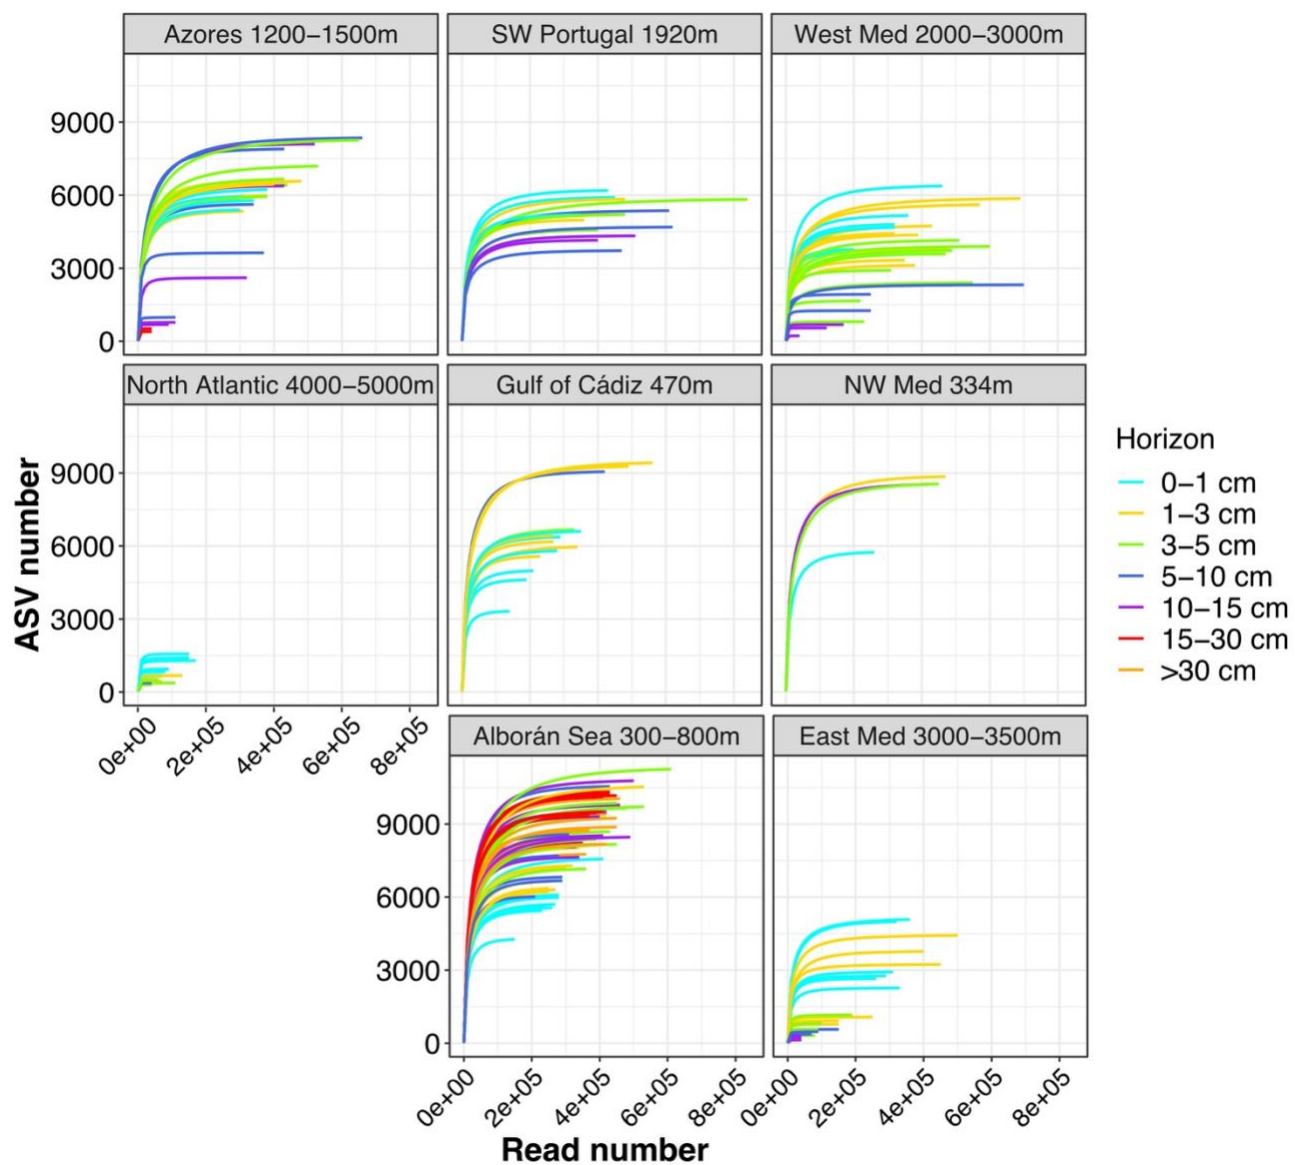 Azores 1200−1500m
SW Portugal 1920m
West Med 2000−3000m
9000
6000
3000
0
North Atlantic 4000−5000m
Gulf of Cádiz 470m
NW Med 334m
9000
6000
3000
0
0e+00
2e+05
4e+05
6e+05
8e+05
Alborán Sea 300−800m
East Med 3000−3500m
9000
6000
3000
0
0e+00
2e+05
4e+05
6e+05
8e+05
0e+00
2e+05
4e+05
6e+05
8e+05
ASV number
Read number
Horizon
0−1 cm
1−3 cm
3−5 cm
5−10 cm
10−15 cm
15−30 cm
>30 cm